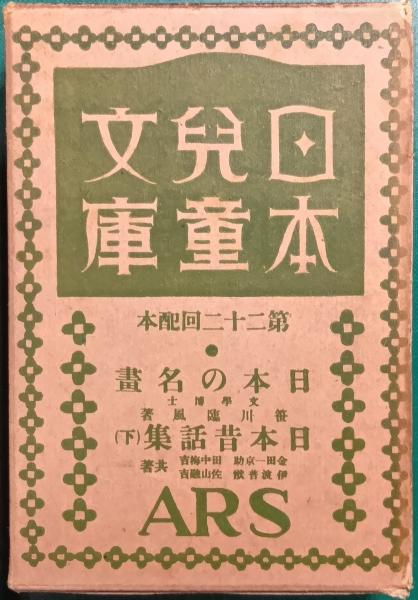 日本
兒童
文庫
第二十二回配本
日本の名畫
文學博士
笹川臨風著
日本昔話集(下)
金田一京助 田中梅吉
伊波普猷 佐山融吉
共著
ARS